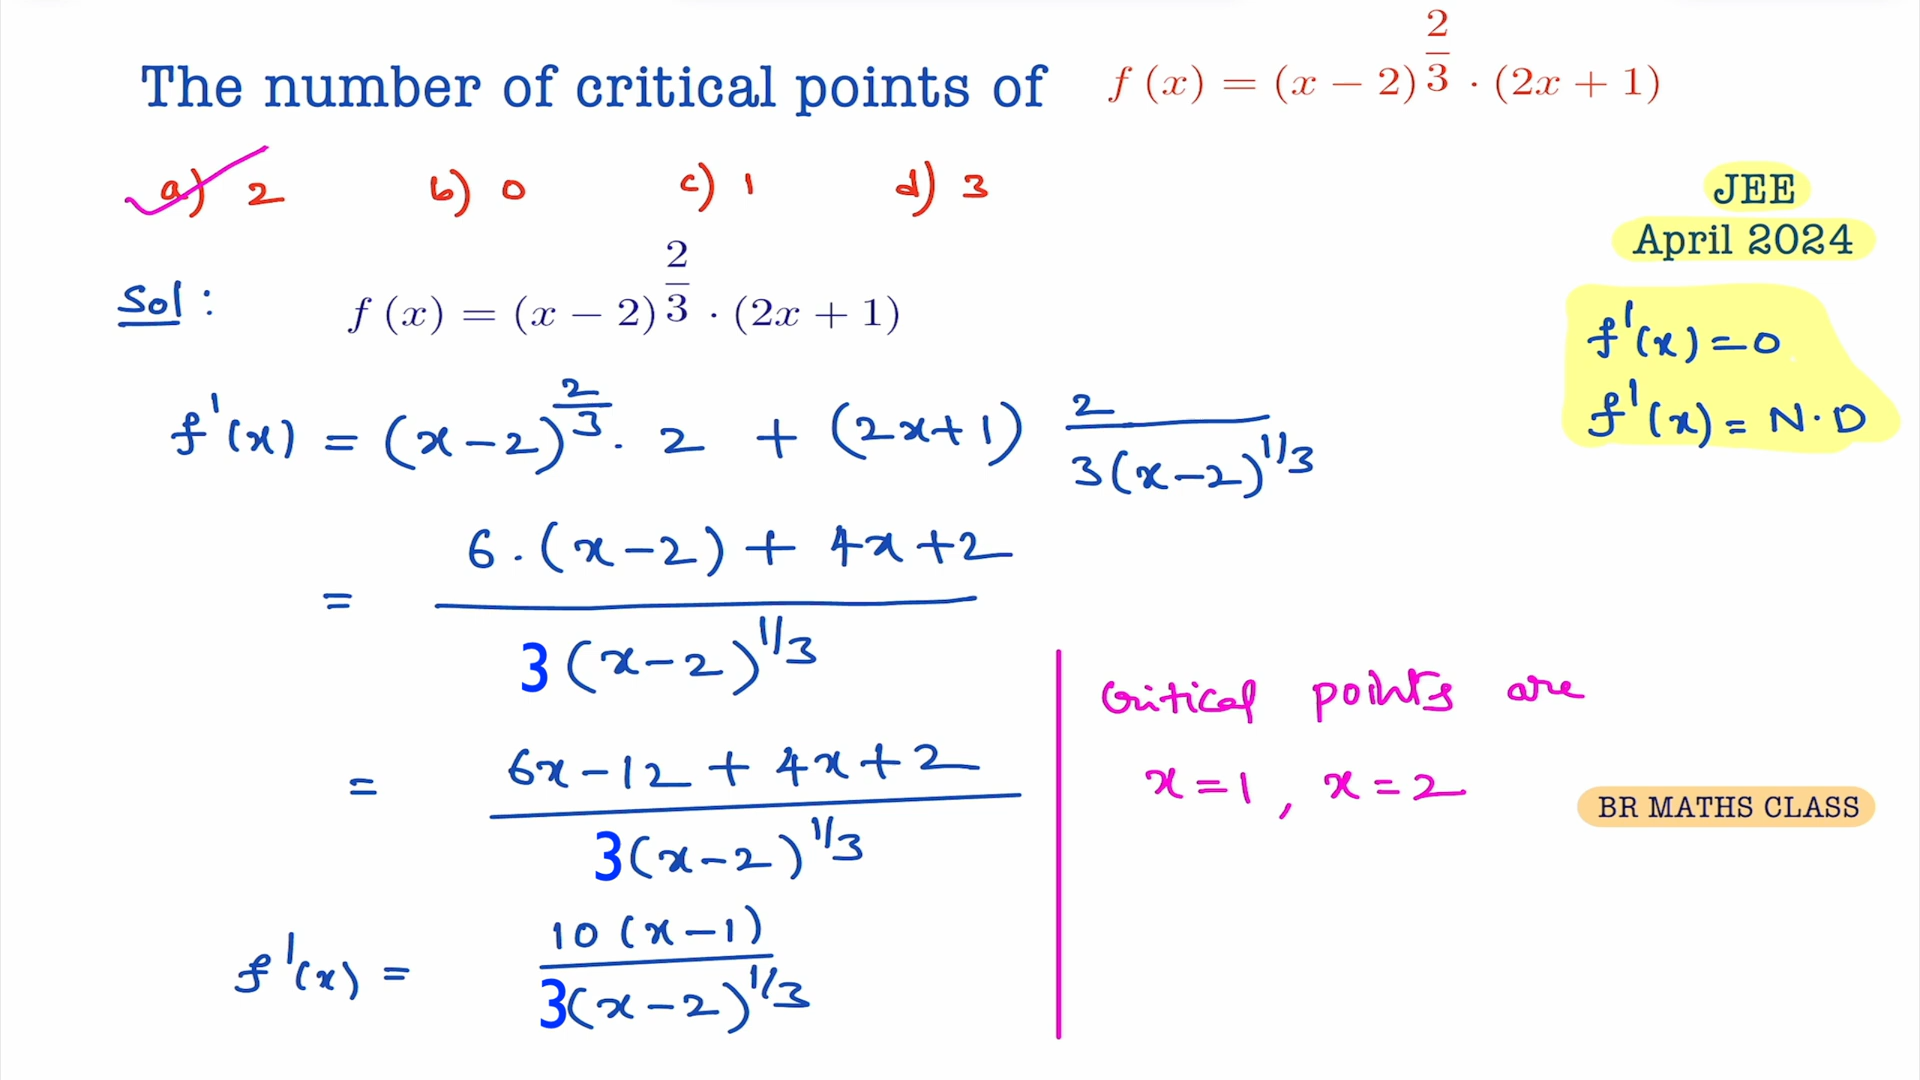 The number of critical points of f (x) = (x − 2)^(2/3) · (2x + 1)
a) 2 b) 0 c) 1 d) 3
JEE
April 2024
Sol : f (x) = (x − 2)^(2/3) · (2x + 1)
f'(x) = 0
f'(x) = N·D
f'(x) = (x−2)^(2/3) · 2 + (2x+1) 2/(3(x−2)^(1/3))
= (6·(x−2) + 4x+2)/(3(x−2)^(1/3))
= (6x−12 + 4x+2)/(3(x−2)^(1/3))
f'(x) = 10(x−1)/(3(x−2)^(1/3))
Critical points are
x=1, x=2
BR MATHS CLASS